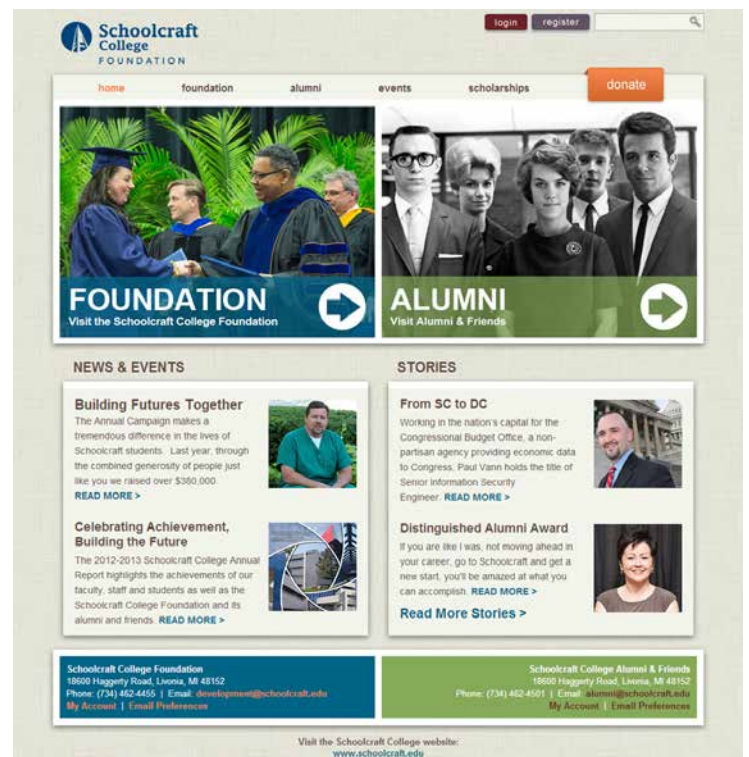 Schoolcraft
College
FOUNDATION
login
register
home
foundation
alumni
events
scholarships
donate
FOUNDATION
Visit the Schoolcraft College Foundation
ALUMNI
Visit Alumni & Friends
NEWS & EVENTS
Building Futures Together
The Annual Campaign makes a
tremendous difference in the lives of
Schoolcraft students. Last year, through
the combined generosity of people just
like you we raised over $360,000.
READ MORE >
Celebrating Achievement,
Building the Future
The 2012-2013 Schoolcraft College Annual
Report highlights the achievements of our
faculty, staff and students as well as the
Schoolcraft College Foundation and its
alumni and friends. READ MORE >
STORIES
From SC to DC
Working in the nation's capital for the
Congressional Budget Office, a non-
partisan agency providing economic data
to Congress, Paul Vann holds the title of
Senior Information Security
Engineer. READ MORE >
Distinguished Alumni Award
If you are like I was, not moving ahead in
your career, go to Schoolcraft and get a
new start, you'll be amazed at what you
can accomplish. READ MORE >
Read More Stories >
Schoolcraft College Foundation
18600 Haggerty Road, Livonia, MI 48152
Phone: (734) 462-4455 | Email: development@schoolcraft.edu
My Account | Email Preferences
Schoolcraft College Alumni & Friends
18600 Haggerty Road, Livonia, MI 48152
Phone: (734) 462-4501 | Email: alumni@schoolcraft.edu
My Account | Email Preferences
Visit the Schoolcraft College website:
www.schoolcraft.edu